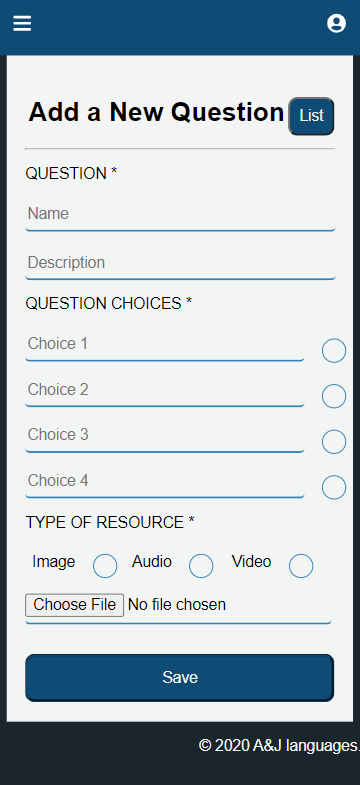 Add a New Question List
QUESTION *
Name
Description
QUESTION CHOICES *
Choice 1
Choice 2
Choice 3
Choice 4
TYPE OF RESOURCE *
Image Audio Video
Choose File No file chosen
Save
© 2020 A&J languages.